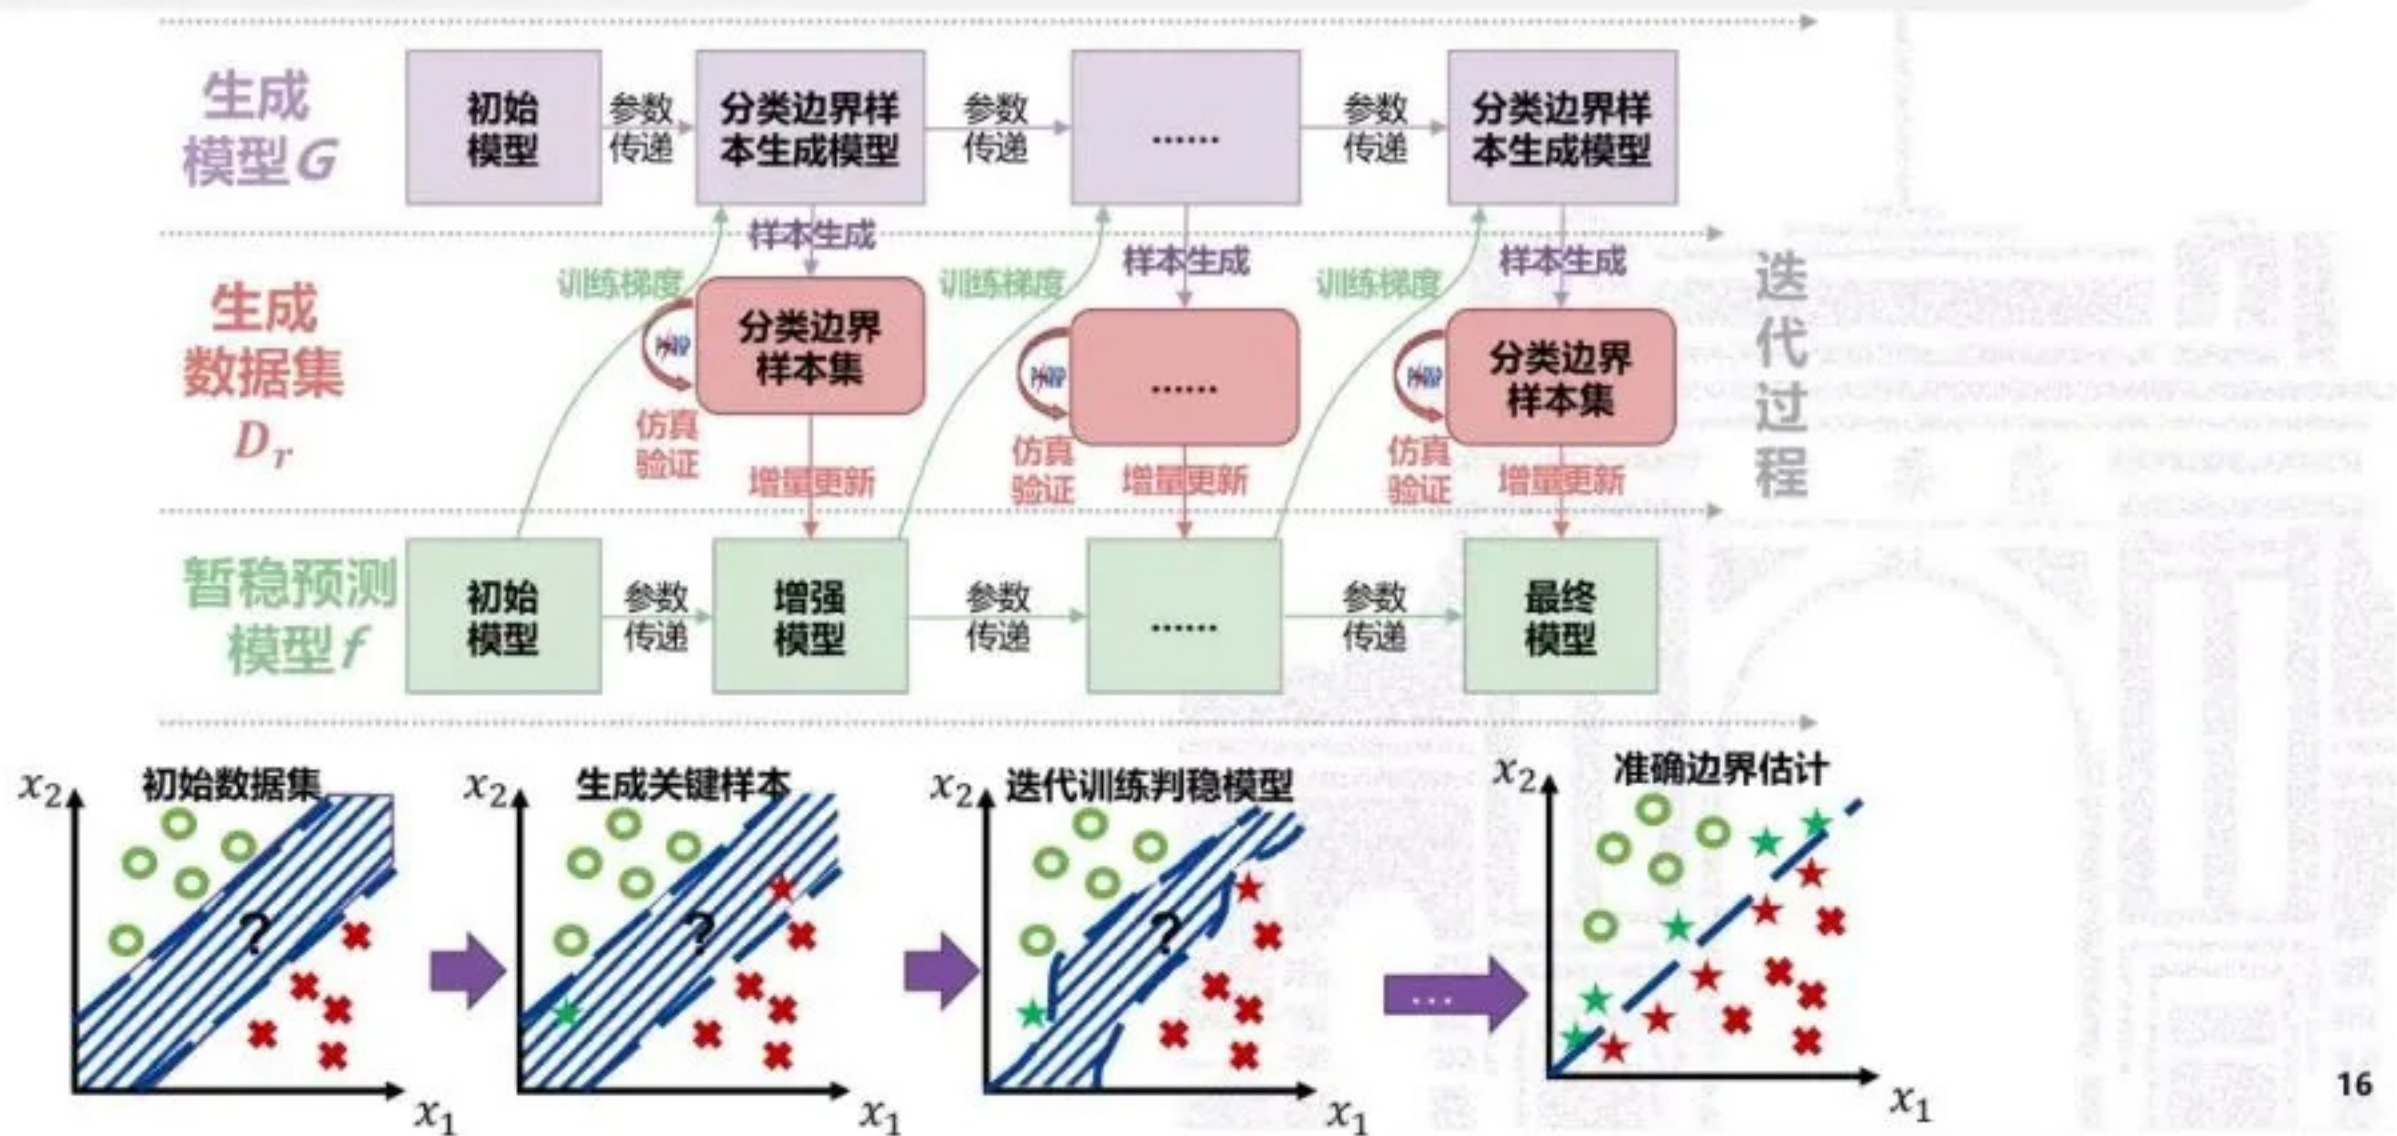 生成
模型G
初始
模型
参数
传递
分类边界样
本生成模型
参数
传递
......
参数
传递
分类边界样
本生成模型
训练梯度
样本生成
训练梯度
样本生成
训练梯度
样本生成
生成
数据集
Dr
仿真
验证
分类边界
样本集
仿真
验证
......
仿真
验证
分类边界
样本集
增量更新
增量更新
增量更新
迭
代
过
程
暂稳预测
模型f
初始
模型
参数
传递
增强
模型
参数
传递
......
参数
传递
最终
模型
x2
初始数据集
?
x1
x2
生成关键样本
?
x1
x2
迭代训练判稳模型
?
x1
...
x2
准确边界估计
x1
16